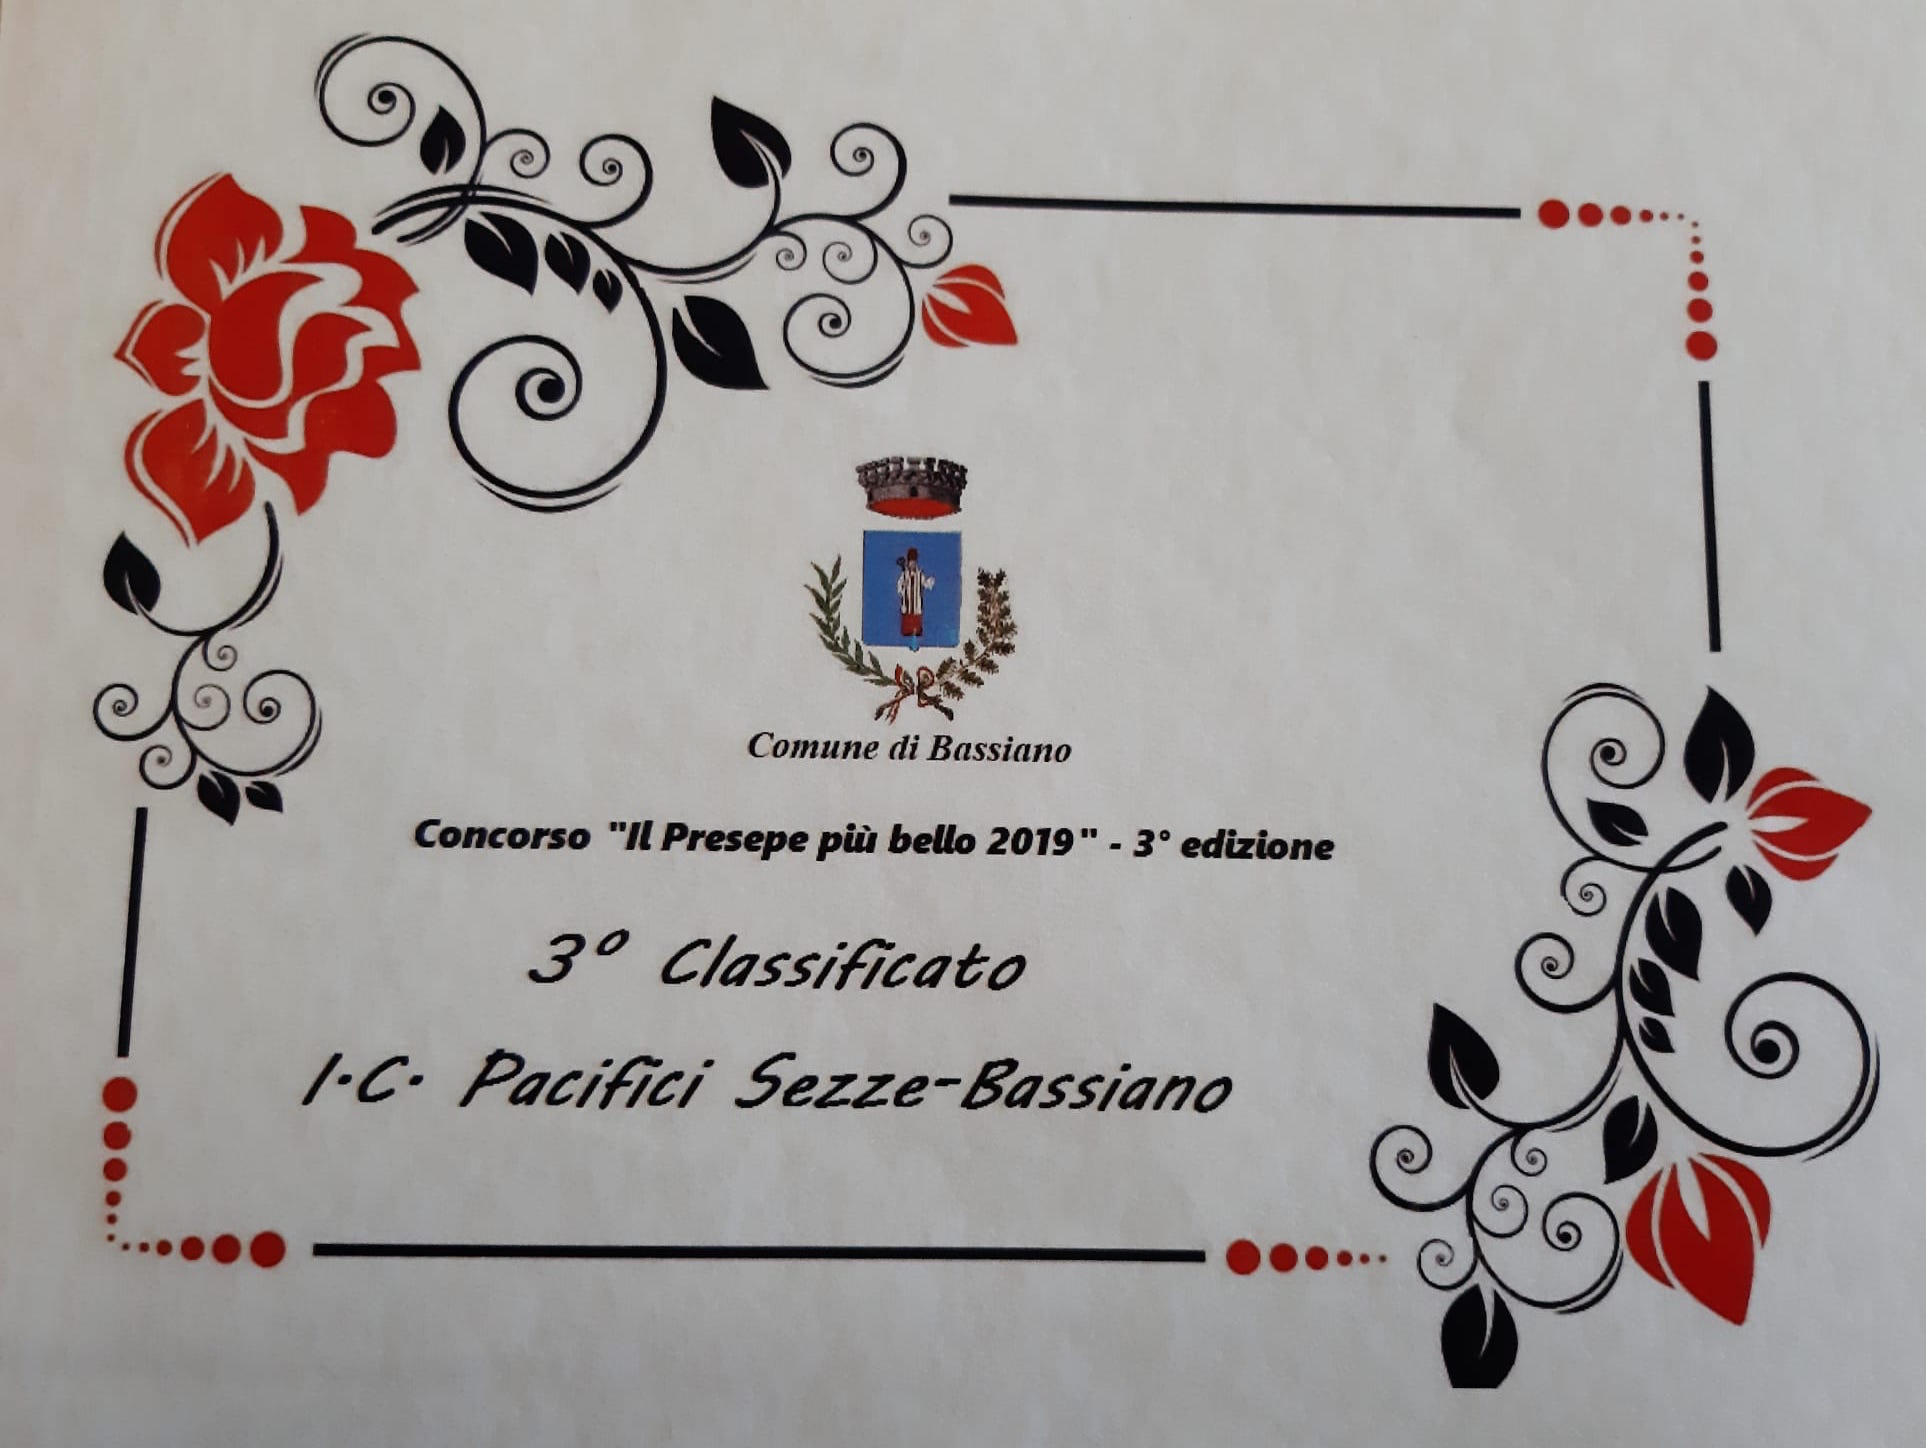 Comune di Bassiano
Concorso "Il Presepe più bello 2019" - 3° edizione
3° Classificato
I.C. Pacifici Sezze-Bassiano